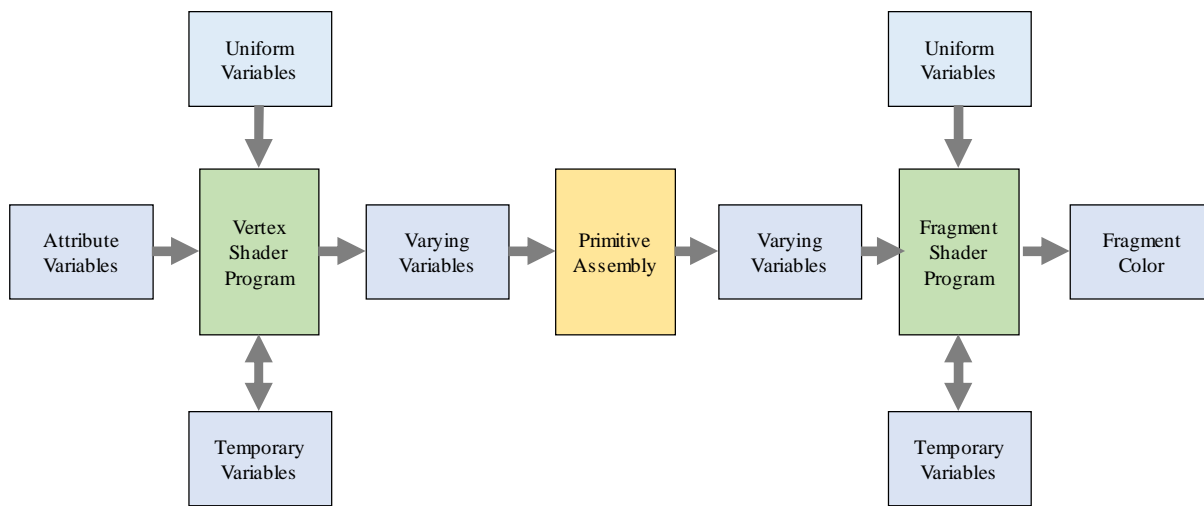 Uniform
Variables
Uniform
Variables
Attribute
Variables
Vertex
Shader
Program
Varying
Variables
Primitive
Assembly
Varying
Variables
Fragment
Shader
Program
Fragment
Color
Temporary
Variables
Temporary
Variables